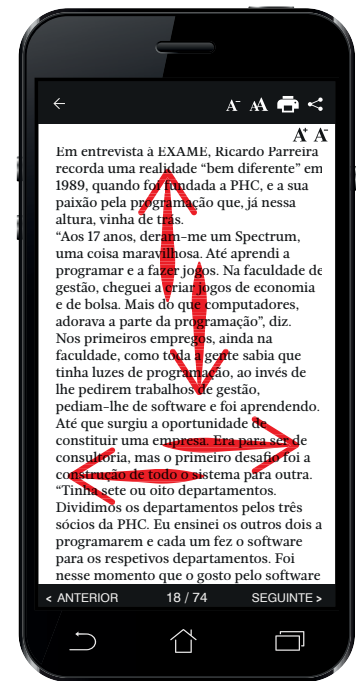 A- AA
A+ A-
Em entrevista à EXAME, Ricardo Parreira
recorda uma realidade “bem diferente” em
1989, quando foi fundada a PHC, e a sua
paixão pela programação que, já nessa
altura, vinha de trás.
“Aos 17 anos, deram-me um Spectrum,
uma coisa maravilhosa. Até aprendi a
programar e a fazer jogos. Na faculdade de
gestão, cheguei a criar jogos de economia
e de bolsa. Mais do que computadores,
adorava a parte da programação”, diz.
Nos primeiros empregos, ainda na
faculdade, como toda a gente sabia que
tinha luzes de programação, ao invés de
lhe pedirem trabalhos de gestão,
pediam-lhe de software e foi aprendendo.
Até que surgiu a oportunidade de
constituir uma empresa. Era para ser de
consultoria, mas o primeiro desafio foi a
construção de todo o sistema para outra.
“Tinha sete ou oito departamentos.
Dividimos os departamentos pelos três
sócios da PHC. Eu ensinei os outros dois a
programarem e cada um fez o software
para os respetivos departamentos. Foi
nesse momento que o gosto pelo software
< ANTERIOR 18 / 74 SEGUINTE >